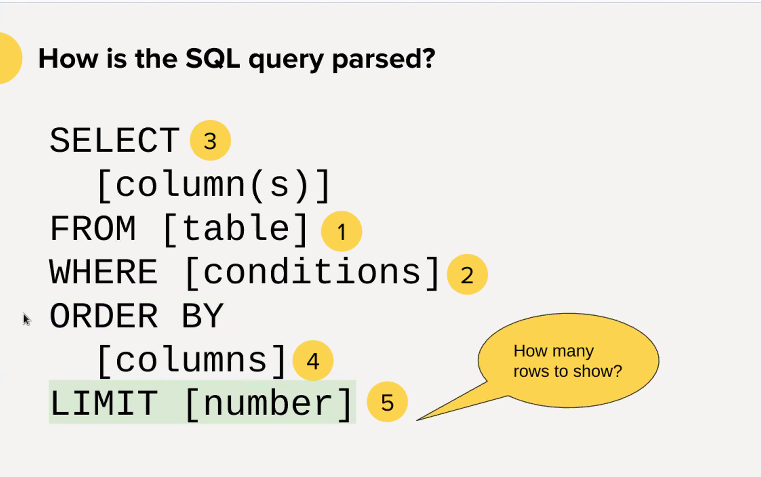 How is the SQL query parsed?
SELECT 3
[column(s)]
FROM [table] 1
WHERE [conditions] 2
ORDER BY
[columns] 4
LIMIT [number] 5
How many
rows to show?